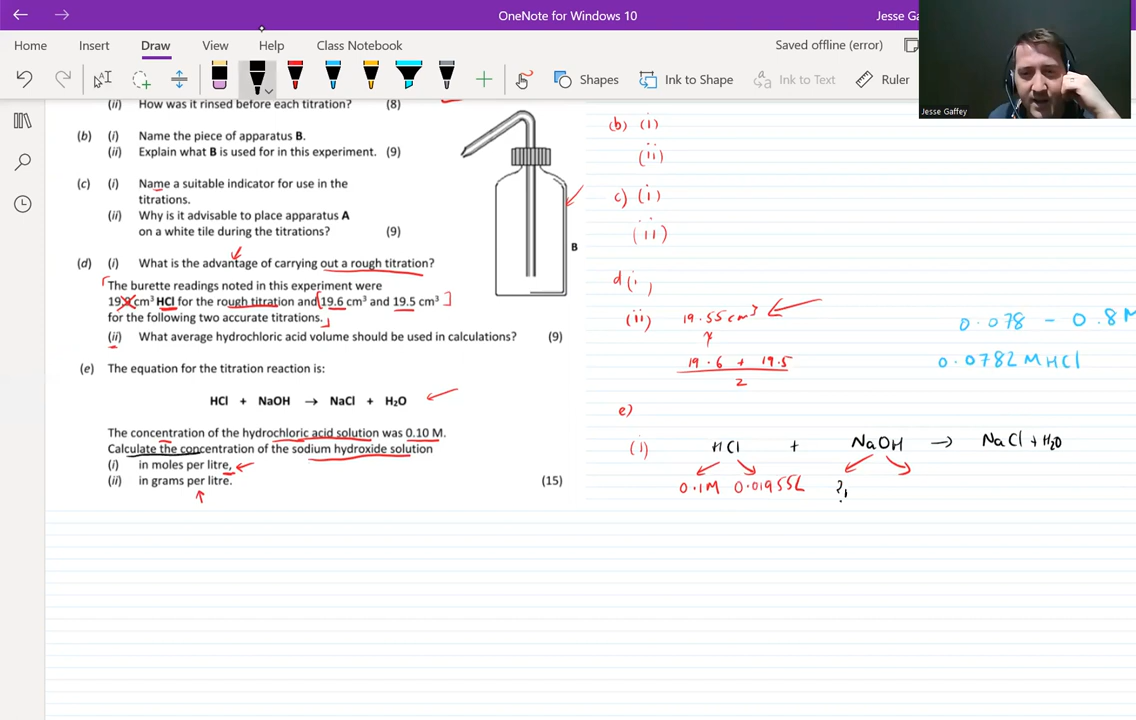 OneNote for Windows 10
Jesse Ga
Home Insert Draw View Help Class Notebook
Saved offline (error)
Shapes Ink to Shape Ink to Text Ruler
Jesse Gaffey
(ii) How was it rinsed before each titration? (8)
(b) (i) Name the piece of apparatus B.
(ii) Explain what B is used for in this experiment. (9)
(c) (i) Name a suitable indicator for use in the
titrations.
(ii) Why is it advisable to place apparatus A
on a white tile during the titrations? (9)
B
(d) (i) What is the advantage of carrying out a rough titration?
The burette readings noted in this experiment were
cm³ HCl for the rough titration and 19.6 cm³ and 19.5 cm³
for the following two accurate titrations.
(ii) What average hydrochloric acid volume should be used in calculations? (9)
(e) The equation for the titration reaction is:
HCl + NaOH → NaCl + H₂O
The concentration of the hydrochloric acid solution was 0.10 M.
Calculate the concentration of the sodium hydroxide solution
(i) in moles per litre,
(ii) in grams per litre. (15)
(b) (i)
(ii)
c) (i)
(ii)
d (i)
(ii) 19.55 cm³
19.6 + 19.5
2
0.078 - 0.8 M
0.0782 M HCl
e)
(i) HCl + NaOH → NaCl + H₂O
0.1M 0.01955L ?